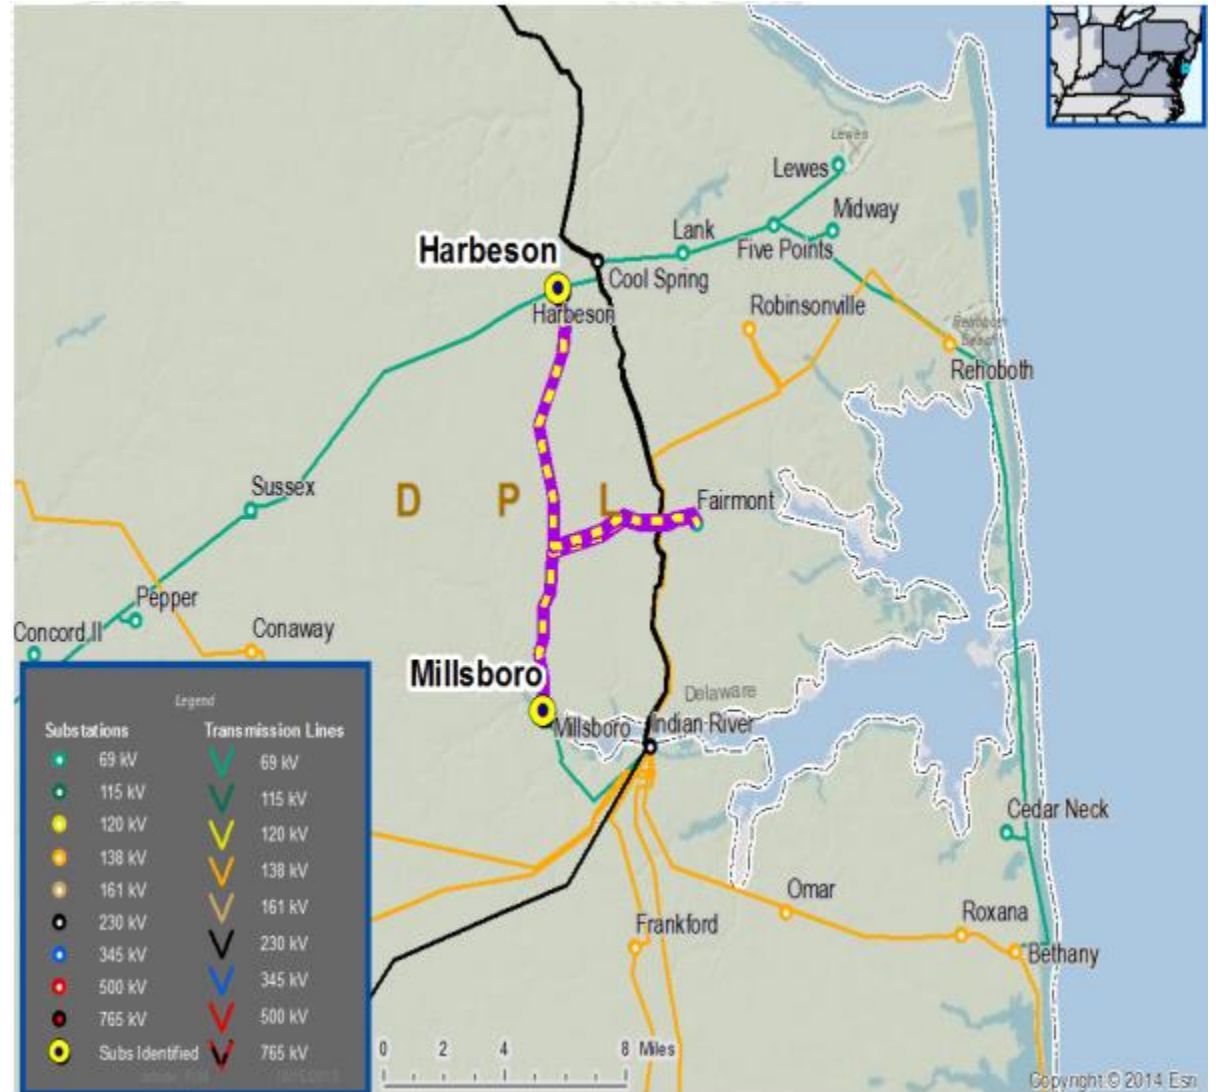 Lewes
Lewes
Midway
Lank
Five Points
Harbeson
Cool Spring
Harbeson
Robinsonville
Rehoboth
Beach
Rehoboth
Sussex
D P L
Fairmont
Pepper
Concord II
Conaway
Millsboro
Delaware
Millsboro
Indian River
Cedar Neck
Omar
Roxana
Frankford
Bethany
Legend
Substations
Transmission Lines
69 kV
69 kV
115 kV
115 kV
120 kV
120 kV
138 kV
138 kV
161 kV
161 kV
230 kV
230 kV
345 kV
345 kV
500 kV
500 kV
765 kV
765 kV
Subs Identified
0 2 4 8 Miles
Copyright © 2014 Esri